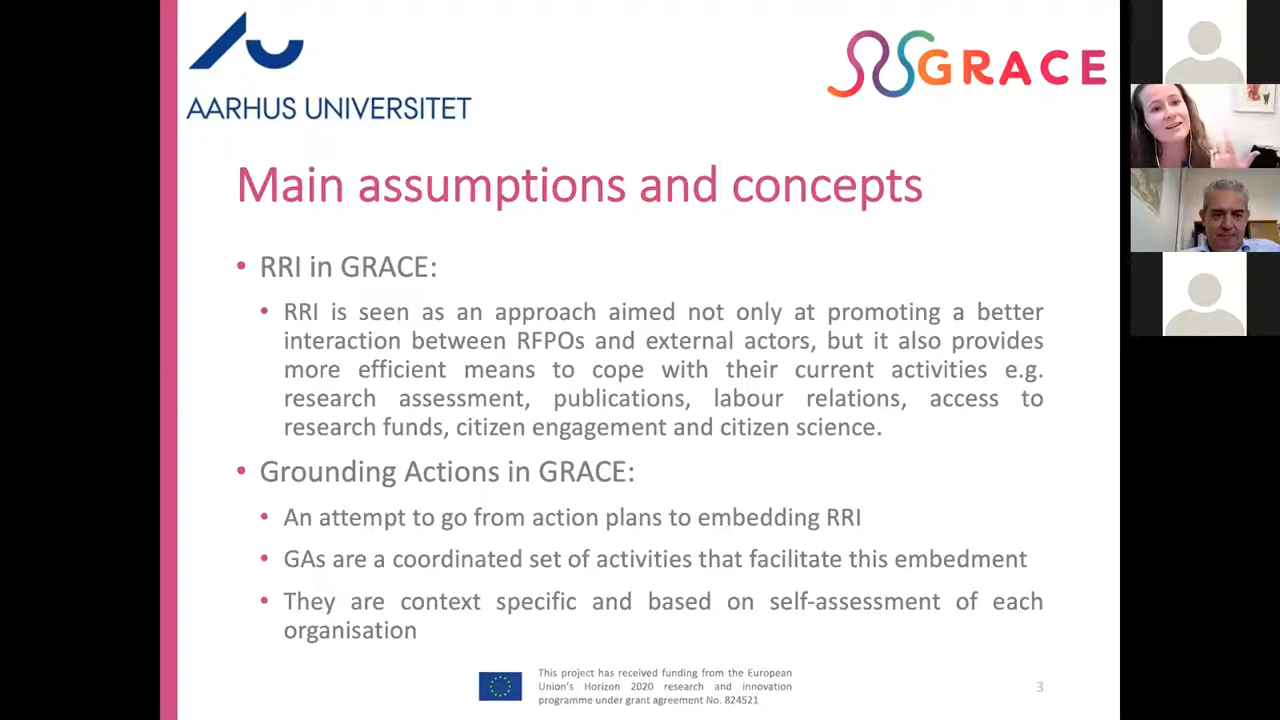 AARHUS UNIVERSITET
GRACE
Main assumptions and concepts
• RRI in GRACE:
• RRI is seen as an approach aimed not only at promoting a better
interaction between RFPOs and external actors, but it also provides
more efficient means to cope with their current activities e.g.
research assessment, publications, labour relations, access to
research funds, citizen engagement and citizen science.
• Grounding Actions in GRACE:
• An attempt to go from action plans to embedding RRI
• GAs are a coordinated set of activities that facilitate this embedment
• They are context specific and based on self-assessment of each
organisation
This project has received funding from the European
Union's Horizon 2020 research and innovation
programme under grant agreement No. 824521
3